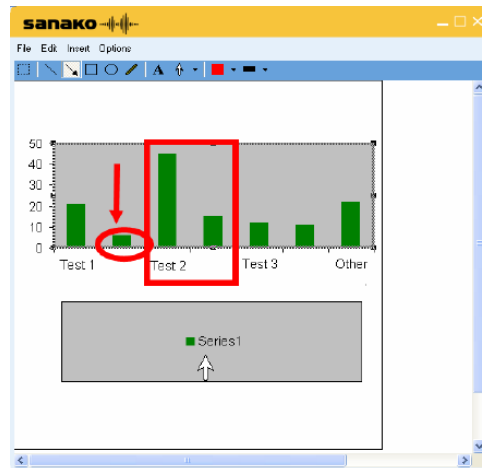 sanako
File Edit Insert Options
A
50
40
30
20
10
0
Test 1 Test 2 Test 3 Other
Series1